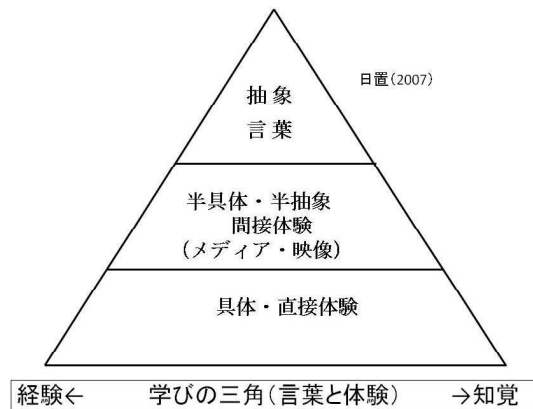 日置(2007)
抽象
言葉
半具体・半抽象
間接体験
(メディア・映像)
具体・直接体験
経験← 学びの三角(言葉と体験) →知覚